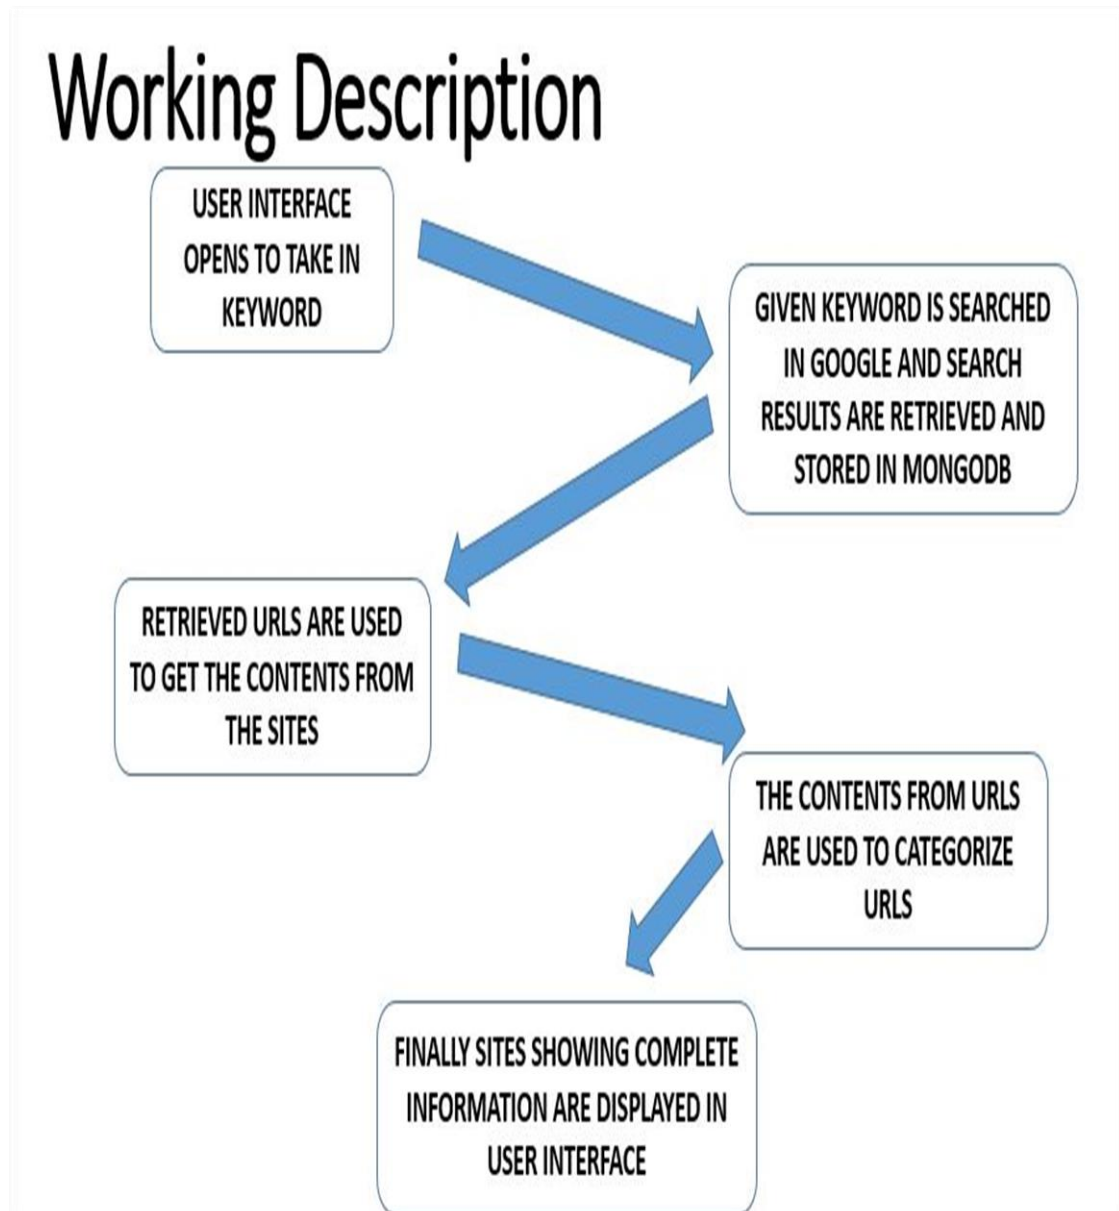 Working Description
USER INTERFACE
OPENS TO TAKE IN
KEYWORD
GIVEN KEYWORD IS SEARCHED
IN GOOGLE AND SEARCH
RESULTS ARE RETRIEVED AND
STORED IN MONGODB
RETRIEVED URLS ARE USED
TO GET THE CONTENTS FROM
THE SITES
THE CONTENTS FROM URLS
ARE USED TO CATEGORIZE
URLS
FINALLY SITES SHOWING COMPLETE
INFORMATION ARE DISPLAYED IN
USER INTERFACE